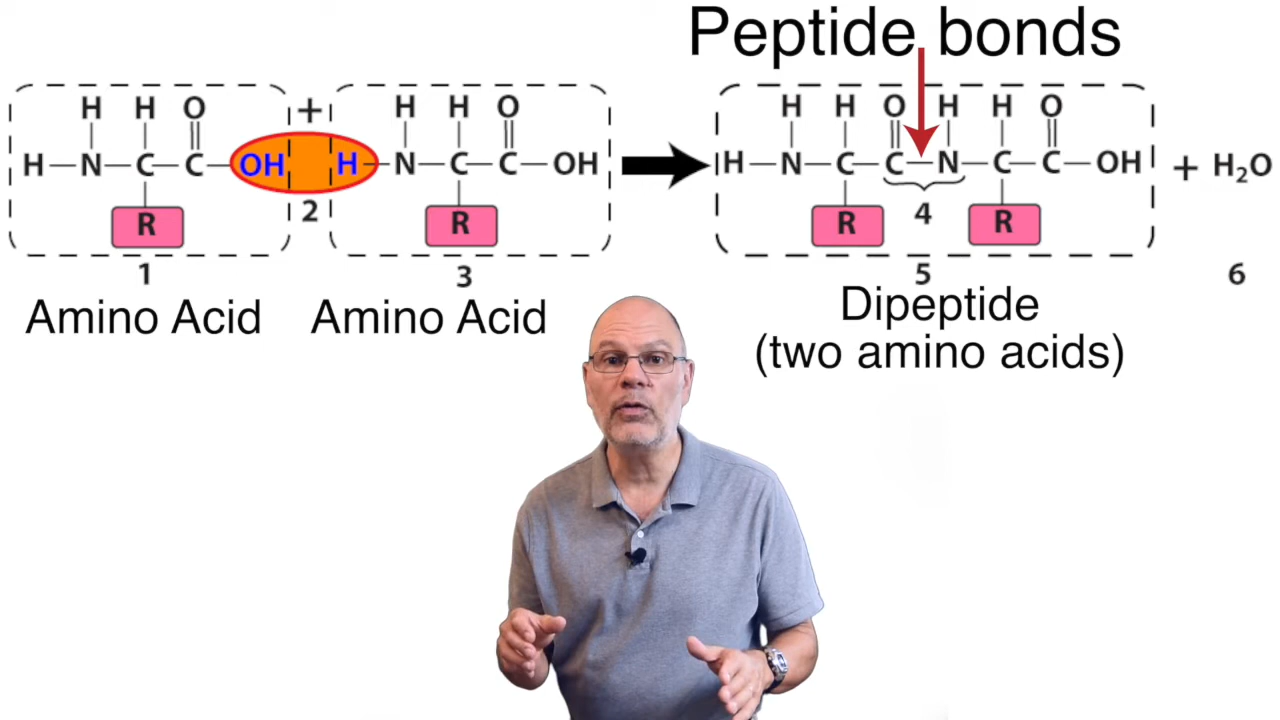 Peptide bonds
H H O + H H O H H O H H O
H—N—C—C—OH H—N—C—C—OH H—N—C—C—N—C—C—OH + H₂O
R 2 R R 4 R
1 3 5 6
Amino Acid Amino Acid Dipeptide
(two amino acids)